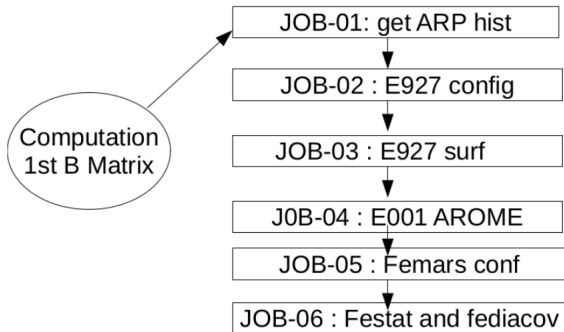 JOB-01: get ARP hist
JOB-02 : E927 config
Computation
1st B Matrix
JOB-03 : E927 surf
J0B-04 : E001 AROME
JOB-05 : Femars conf
JOB-06 : Festat and fediacov